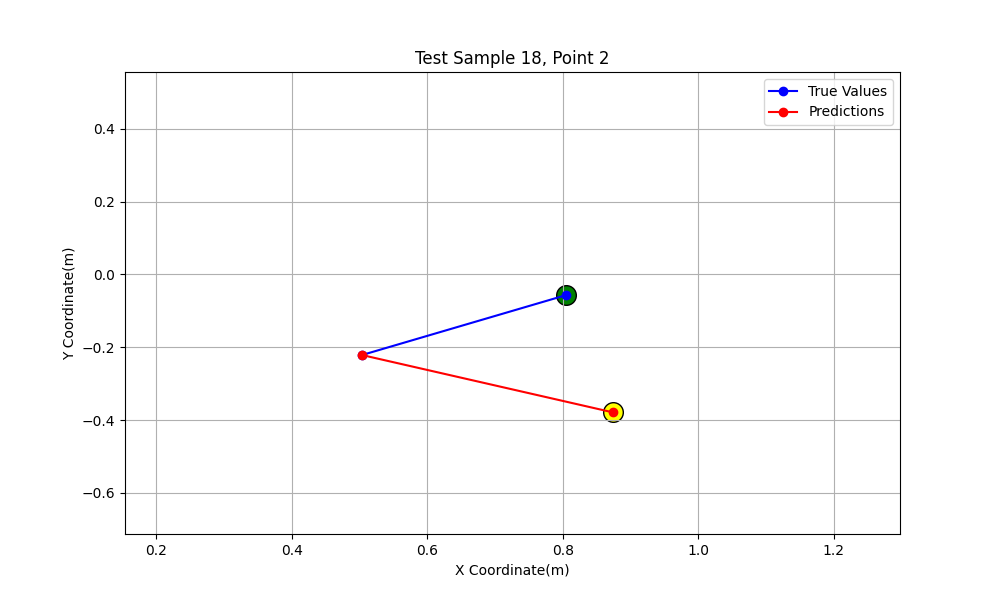 Test Sample 18, Point 2
True Values
Predictions
Y Coordinate(m)
0.4
0.2
0.0
−0.2
−0.4
−0.6
0.2 0.4 0.6 0.8 1.0 1.2
X Coordinate(m)